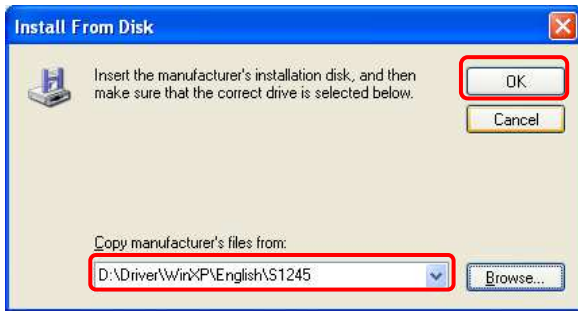 Install From Disk
Insert the manufacturer's installation disk, and then
make sure that the correct drive is selected below.
OK
Cancel
Copy manufacturer's files from:
D:\Driver\WinXP\English\S1245
Browse...